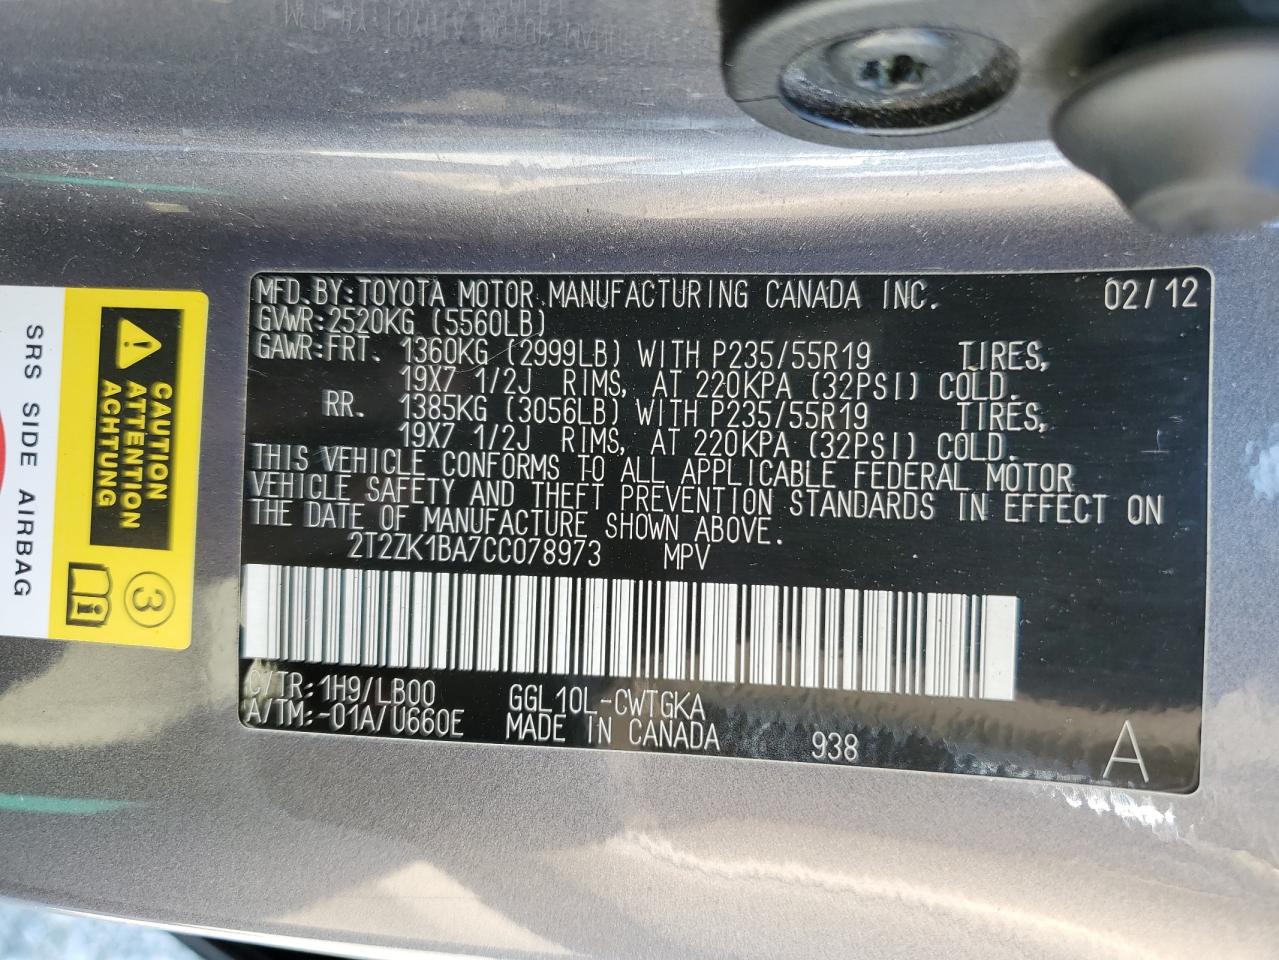 MFD.BY:TOYOTA MOTOR MANUFACTURING CANADA INC. 02/12
GVWR:2520KG (5560LB)
GAWR:FRT. 1360KG (2999LB) WITH P235/55R19 TIRES,
19X7 1/2J RIMS, AT 220KPA (32PSI) COLD.
RR. 1385KG (3056LB) WITH P235/55R19 TIRES,
19X7 1/2J RIMS, AT 220KPA (32PSI) COLD.
THIS VEHICLE CONFORMS TO ALL APPLICABLE FEDERAL MOTOR
VEHICLE SAFETY AND THEFT PREVENTION STANDARDS IN EFFECT ON
THE DATE OF MANUFACTURE SHOWN ABOVE.
2T2ZK1BA7CC078973 MPV
C/TR:1H9/LB00 GGL10L-CWTGKA
A/TM:-01A/U660E MADE IN CANADA 938 A
CAUTION
ATTENTION
ACHTUNG
3
SRS SIDE AIRBAG